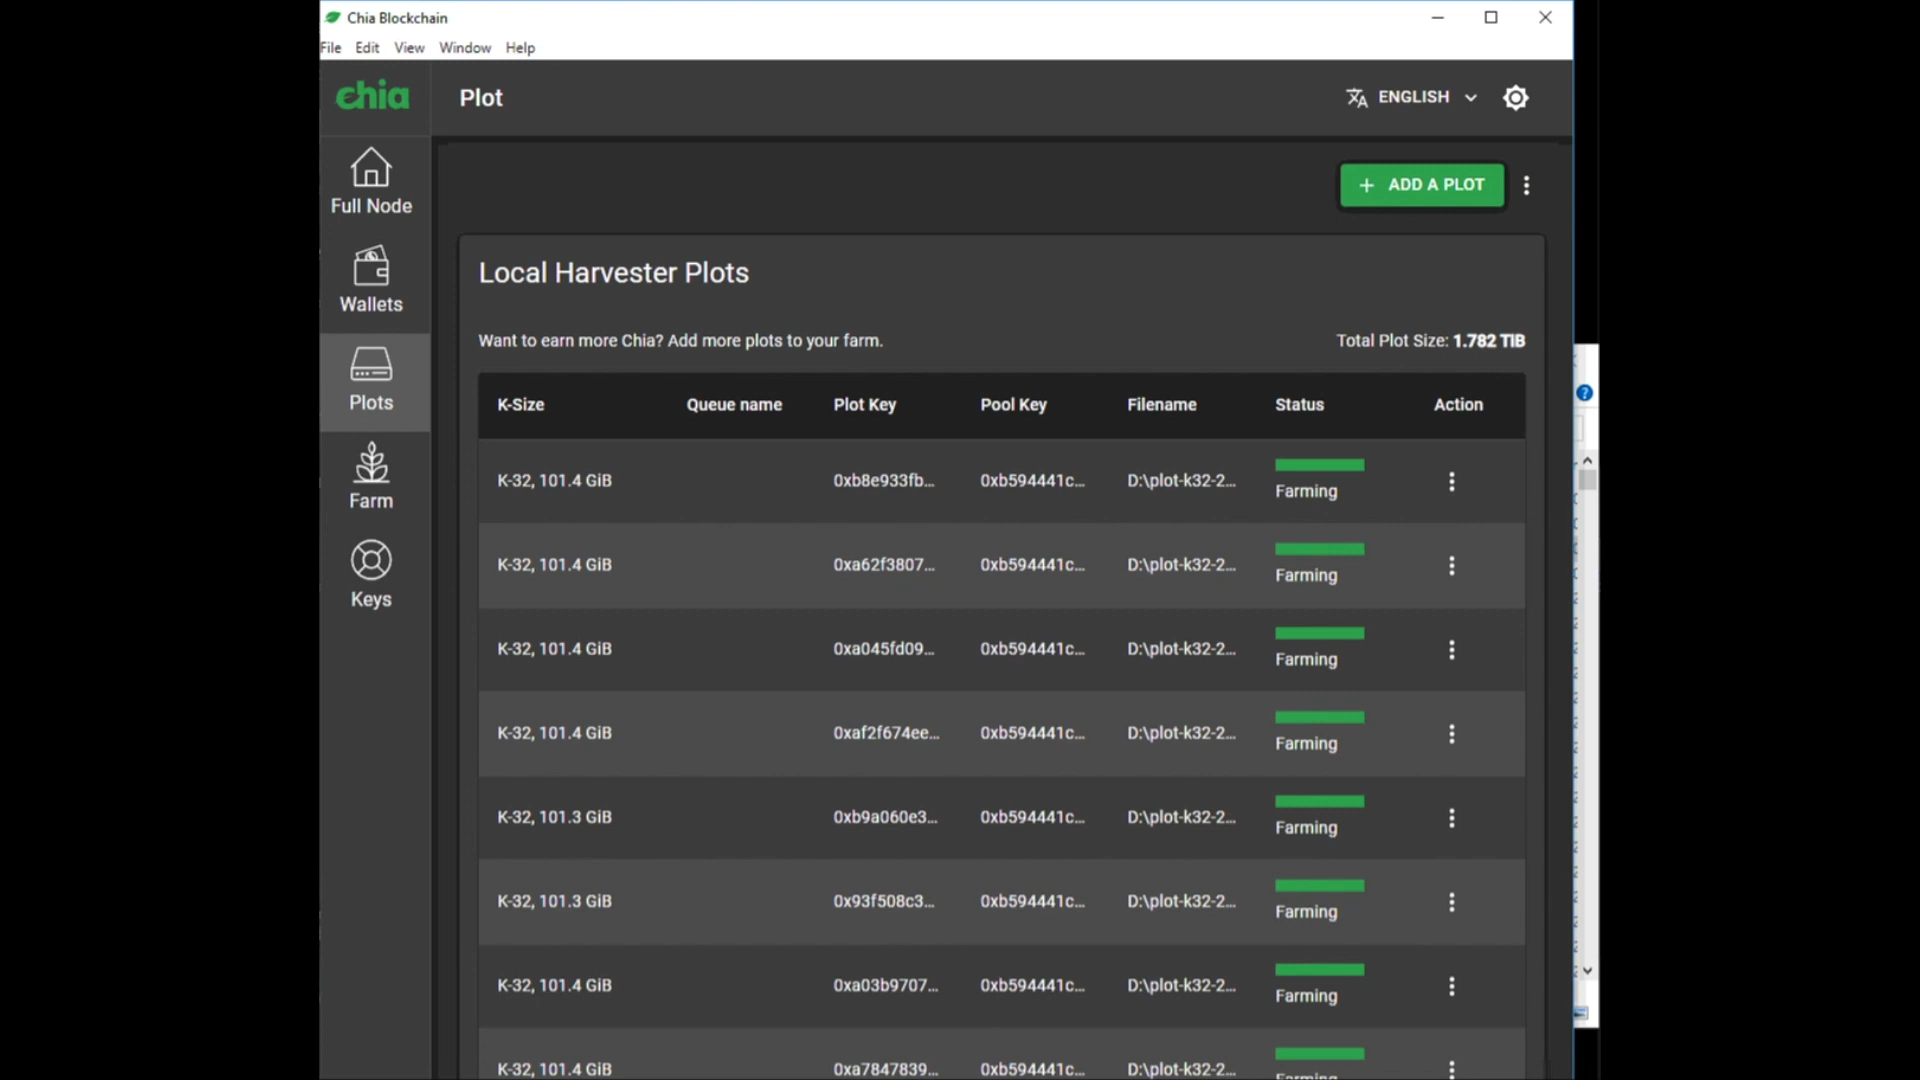 Chia Blockchain
File Edit View Window Help
chia
Plot
ENGLISH
Full Node
Wallets
Plots
Farm
Keys
+ ADD A PLOT
Local Harvester Plots
Want to earn more Chia? Add more plots to your farm.
Total Plot Size: 1.782 TiB
K-Size Queue name Plot Key Pool Key Filename Status Action
K-32, 101.4 GiB 0xb8e933fb... 0xb594441c... D:\plot-k32-2... Farming
K-32, 101.4 GiB 0xa62f3807... 0xb594441c... D:\plot-k32-2... Farming
K-32, 101.4 GiB 0xa045fd09... 0xb594441c... D:\plot-k32-2... Farming
K-32, 101.4 GiB 0xaf2f674ee... 0xb594441c... D:\plot-k32-2... Farming
K-32, 101.3 GiB 0xb9a060e3... 0xb594441c... D:\plot-k32-2... Farming
K-32, 101.3 GiB 0x93f508c3... 0xb594441c... D:\plot-k32-2... Farming
K-32, 101.4 GiB 0xa03b9707... 0xb594441c... D:\plot-k32-2... Farming
K-32, 101.4 GiB 0xa7847839... 0xb594441c... D:\plot-k32-2... Farming